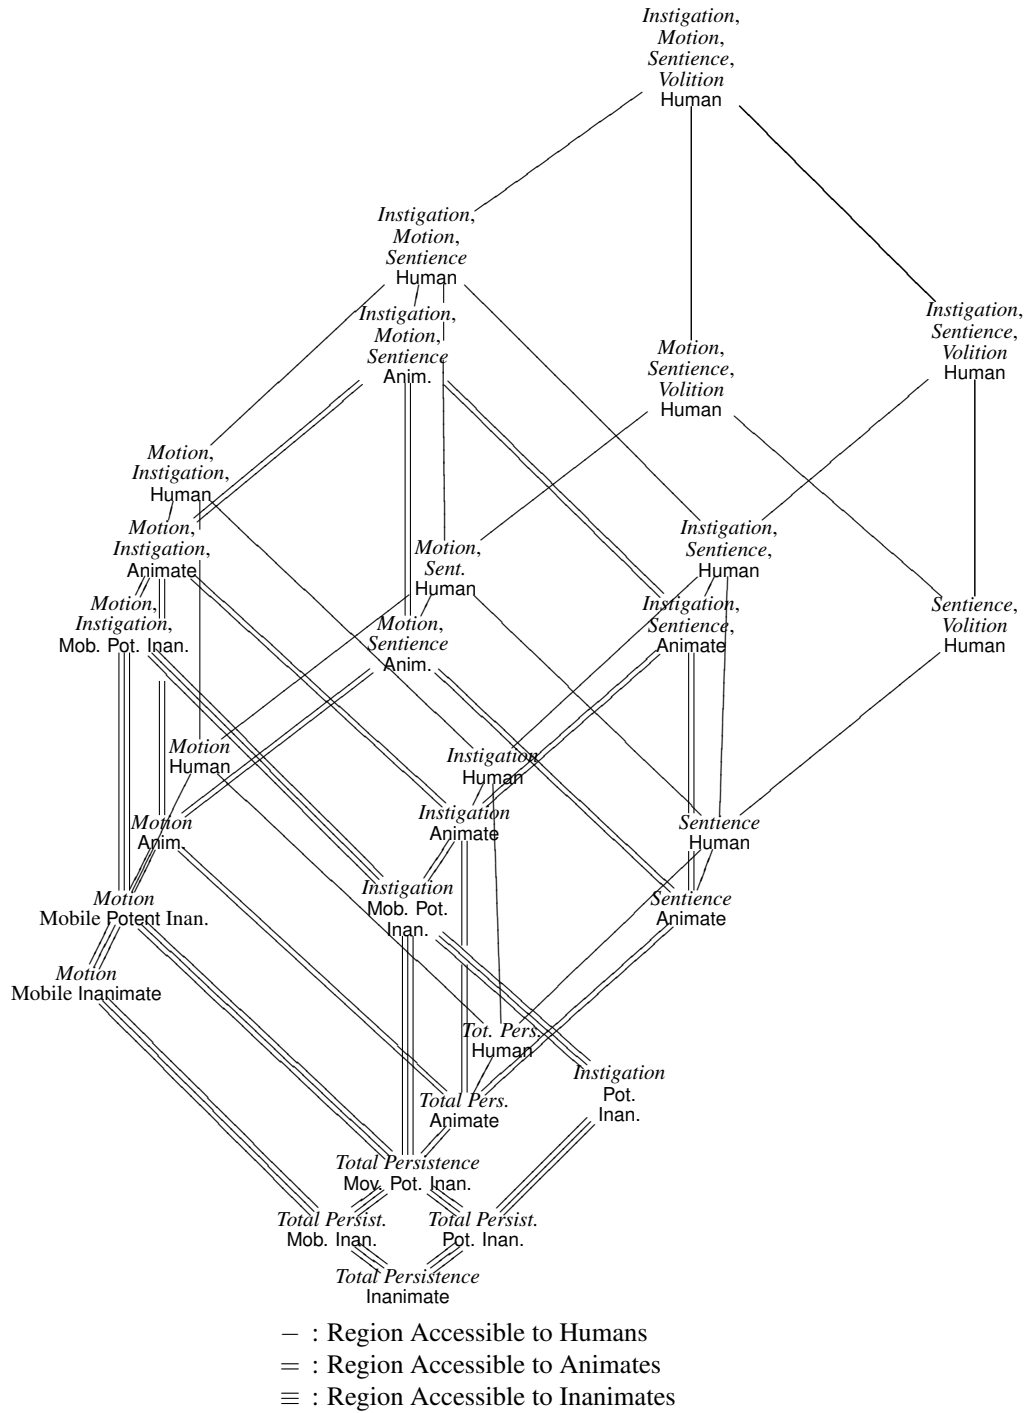 Instigation,
Motion,
Sentience,
Volition
Human
Instigation,
Motion,
Sentience
Human
Instigation,
Motion,
Sentience
Anim.
Instigation,
Sentience,
Volition
Human
Motion,
Sentience,
Volition
Human
Motion,
Instigation,
Human
Motion,
Instigation,
Animate
Motion,
Instigation,
Mob. Pot. Inan.
Motion,
Sent.
Human
Motion,
Sentience
Anim.
Instigation,
Sentience,
Human
Instigation,
Sentience,
Animate
Sentience,
Volition
Human
Motion
Human
Instigation
Human
Motion
Anim.
Instigation
Animate
Sentience
Human
Motion
Mobile Potent Inan.
Instigation
Mob. Pot.
Inan.
Sentience
Animate
Motion
Mobile Inanimate
Tot. Pers.
Human
Instigation
Pot.
Inan.
Total Pers.
Animate
Total Persistence
Mov. Pot. Inan.
Total Persist.
Mob. Inan.
Total Persist.
Pot. Inan.
Total Persistence
Inanimate
− : Region Accessible to Humans
= : Region Accessible to Animates
≡ : Region Accessible to Inanimates